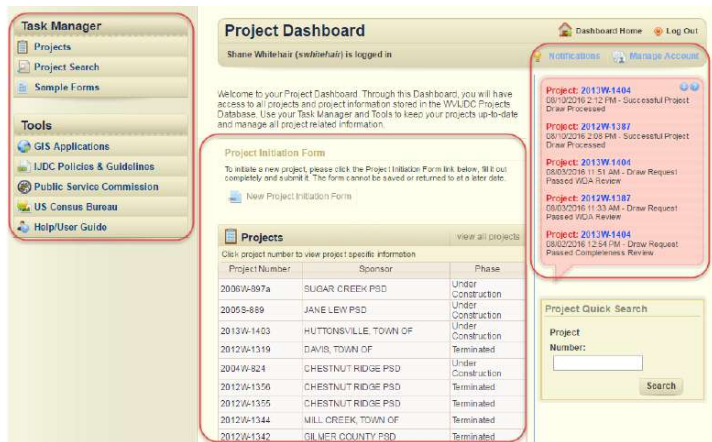 Task Manager
Projects
Project Search
Sample Forms
Tools
GIS Applications
IJDC Policies & Guidelines
Public Service Commission
US Census Bureau
Help/User Guide
Project Dashboard
Dashboard Home
Log Out
Shane Whitehair (swhitehair) is logged in
Notifications
Manage Account
Welcome to your Project Dashboard. Through this Dashboard, you will have
access to all projects and project information stored in the WVIJDC Projects
Database. Use your Task Manager and Tools to keep your projects up-to-date
and manage all project related information.
Project Initiation
Form
To initiate a new project, please click the Project Initiation Form link below, fill it out
completely and submit it. The form cannot be saved or returned to at a later date.
New Project Initiation Form
Projects
view all projects
Click project number to view project specific information
Project Number Sponsor Phase
2006W-897a SUGAR CREEK PSD Under Construction
2005S-889 JANE LEW PSD Under Construction
2013W-1403 HUTTONSVILLE, TOWN OF Under Construction
2012W-1319 DAVIS, TOWN OF Terminated
2004W-824 CHESTNUT RIDGE PSD Under Construction
2012W-1356 CHESTNUT RIDGE PSD Terminated
2012W-1355 CHESTNUT RIDGE PSD Terminated
2012W-1344 MILL CREEK, TOWN OF Terminated
2012W-1342 GILMER COUNTY PSD Terminated
Project: 2013W-1404
08/10/2016 2:12 PM - Successful Project
Draw Processed
Project: 2012W-1387
08/10/2016 2:08 PM - Successful Project
Draw Processed
Project: 2013W-1404
08/03/2016 11:51 AM - Draw Request
Passed WDA Review
Project: 2012W-1387
08/03/2016 11:33 AM - Draw Request
Passed WDA Review
Project: 2013W-1404
08/02/2016 12:54 PM - Draw Request
Passed Completeness Review
Project Quick Search
Project
Number:
Search